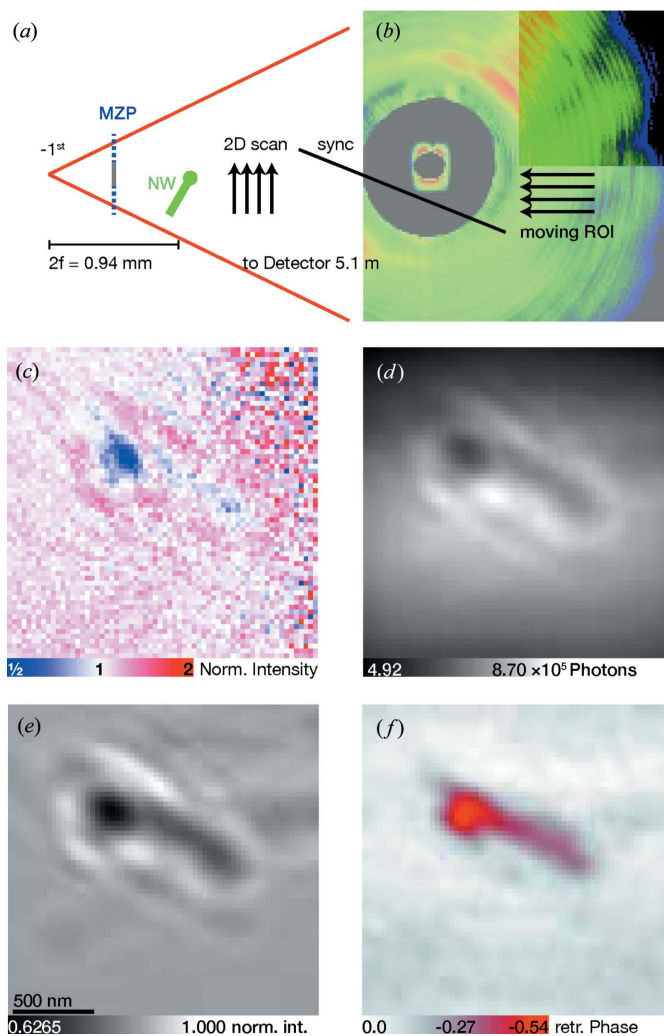 (a)
(b)
MZP
-1st
2D scan
sync
NW
moving ROI
2f = 0.94 mm
to Detector 5.1 m
(c)
(d)
½ 1 2 Norm. Intensity
4.92 8.70 ×10⁵ Photons
(e)
(f)
500 nm
0.6265 1.000 norm. int.
0.0 -0.27 -0.54 retr. Phase